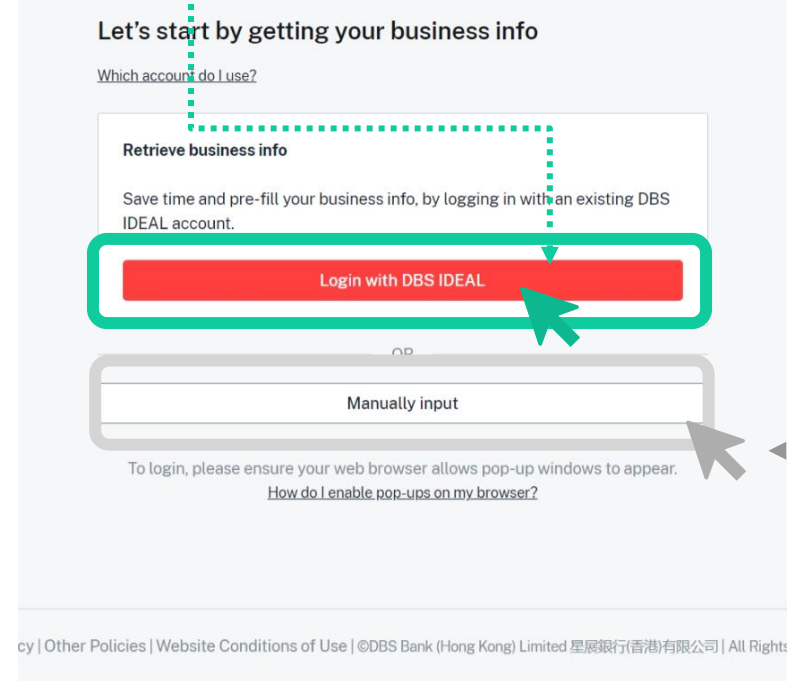 Let’s start by getting your business info
Which account do I use?
Retrieve business info
Save time and pre-fill your business info, by logging in with an existing DBS
IDEAL account.
Login with DBS IDEAL
OR
Manually input
To login, please ensure your web browser allows pop-up windows to appear.
How do I enable pop-ups on my browser?
cy | Other Policies | Website Conditions of Use | ©DBS Bank (Hong Kong) Limited 星展銀行(香港)有限公司 | All Rights